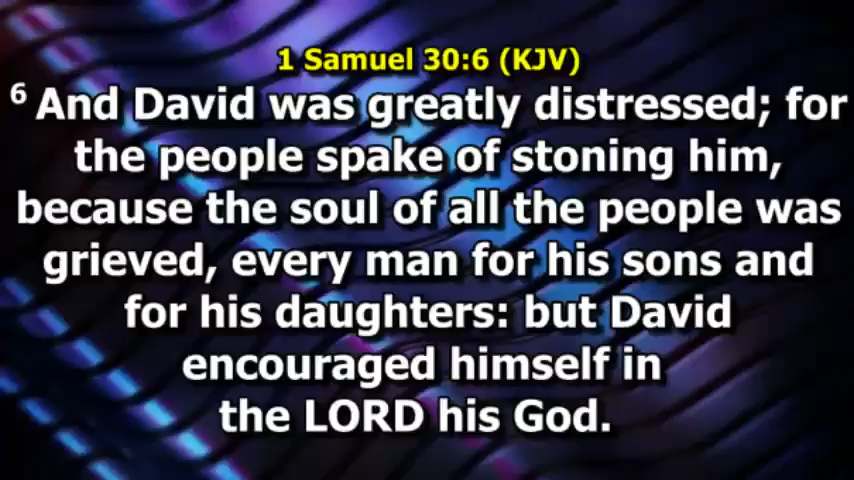 1 Samuel 30:6 (KJV)
6 And David was greatly distressed; for
the people spake of stoning him,
because the soul of all the people was
grieved, every man for his sons and
for his daughters: but David
encouraged himself in
the LORD his God.